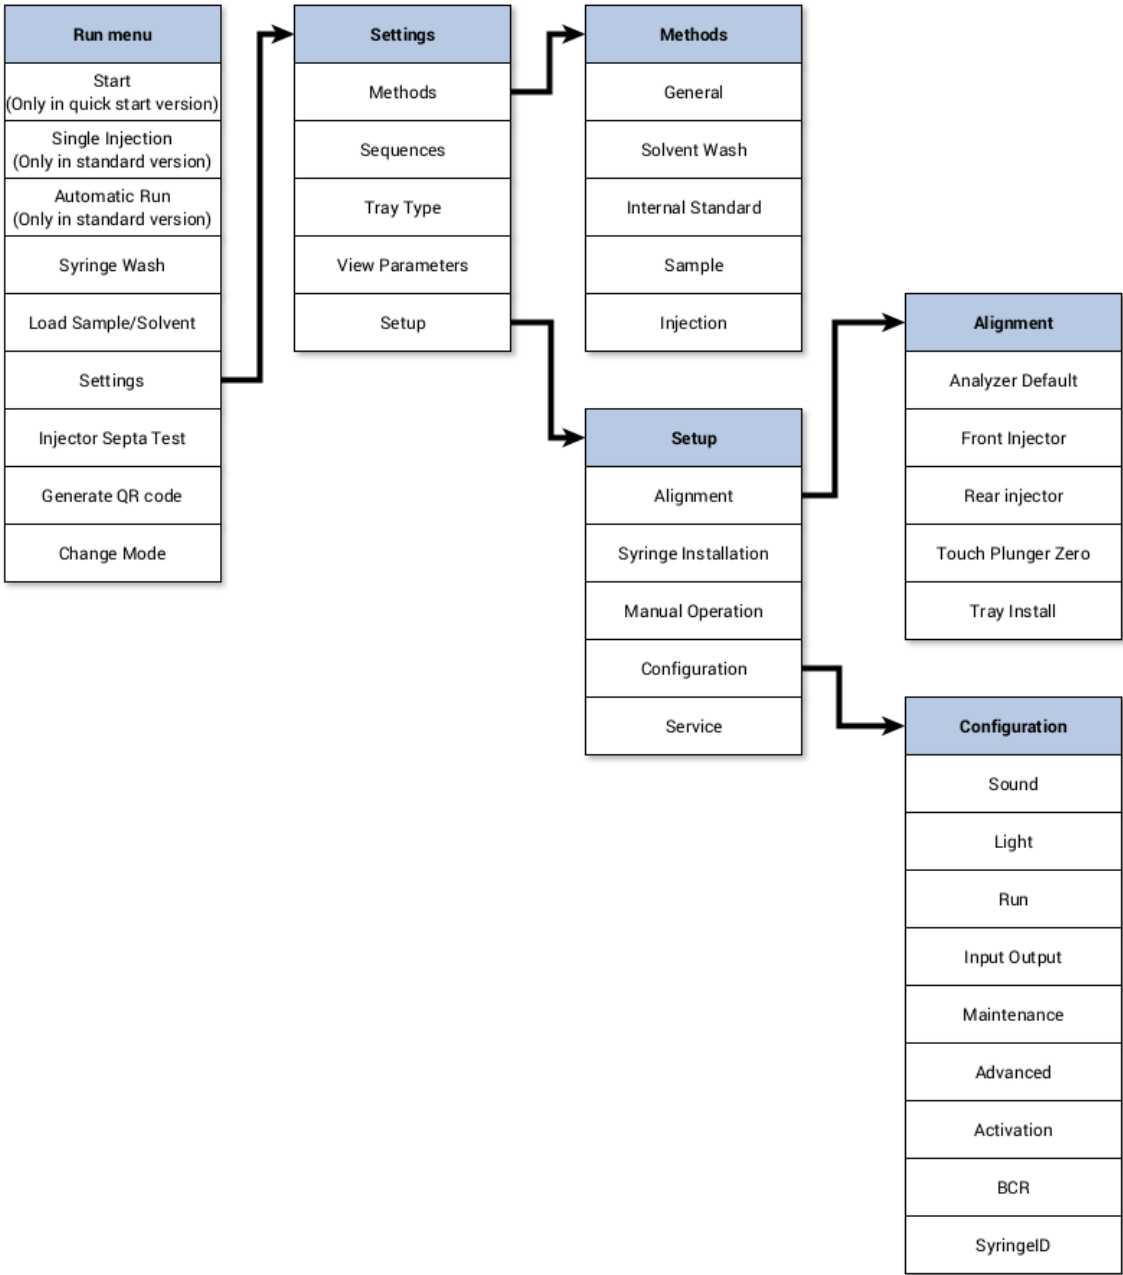 Run menu
Start
(Only in quick start version)
Single Injection
(Only in standard version)
Automatic Run
(Only in standard version)
Syringe Wash
Load Sample/Solvent
Settings
Injector Septa Test
Generate QR code
Change Mode
Settings
Methods
Sequences
Tray Type
View Parameters
Setup
Methods
General
Solvent Wash
Internal Standard
Sample
Injection
Setup
Alignment
Syringe Installation
Manual Operation
Configuration
Service
Alignment
Analyzer Default
Front Injector
Rear injector
Touch Plunger Zero
Tray Install
Configuration
Sound
Light
Run
Input Output
Maintenance
Advanced
Activation
BCR
SyringeID